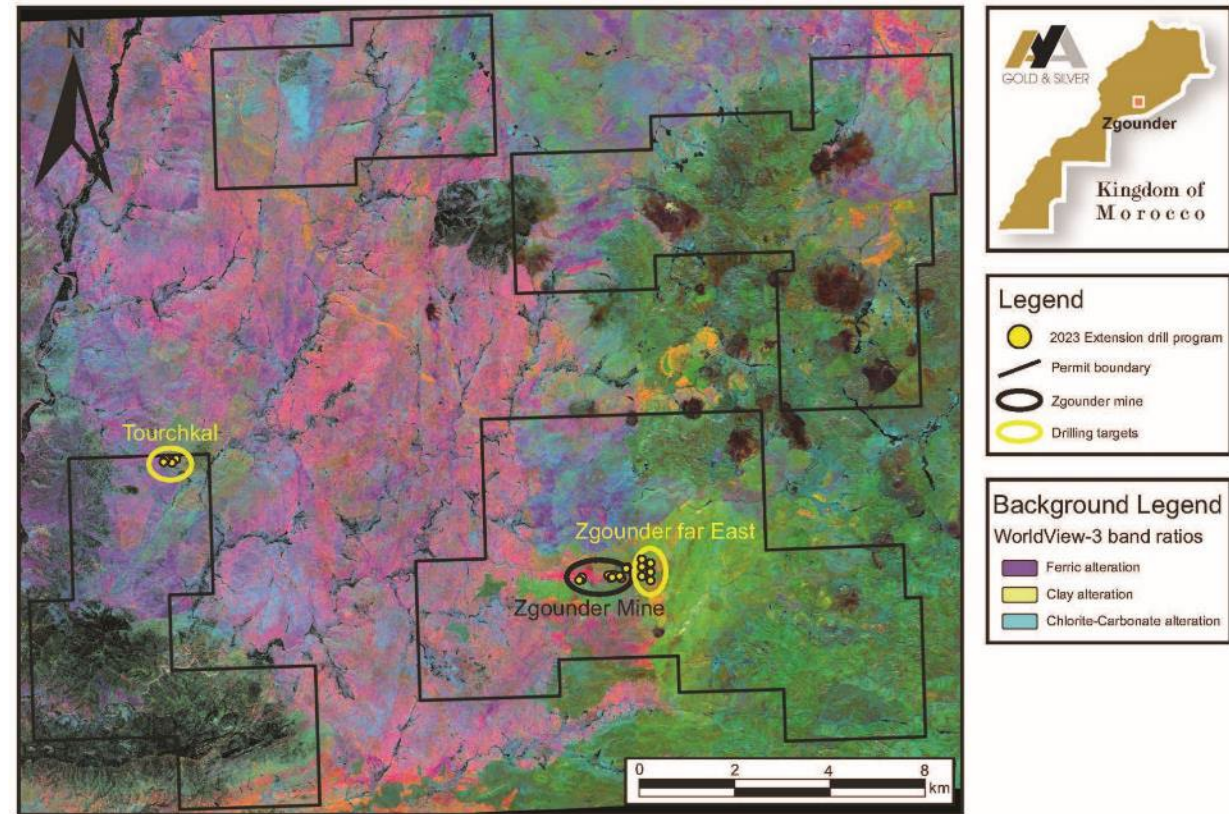 N
Tourchkal
Zgounder far East
Zgounder Mine
0 2 4 6 8
km
AYA
GOLD & SILVER
Zgounder
Kingdom of
Morocco
Legend
2023 Extension drill program
Permit boundary
Zgounder mine
Drilling targets
Background Legend
WorldView-3 band ratios
Ferric alteration
Clay alteration
Chlorite-Carbonate alteration